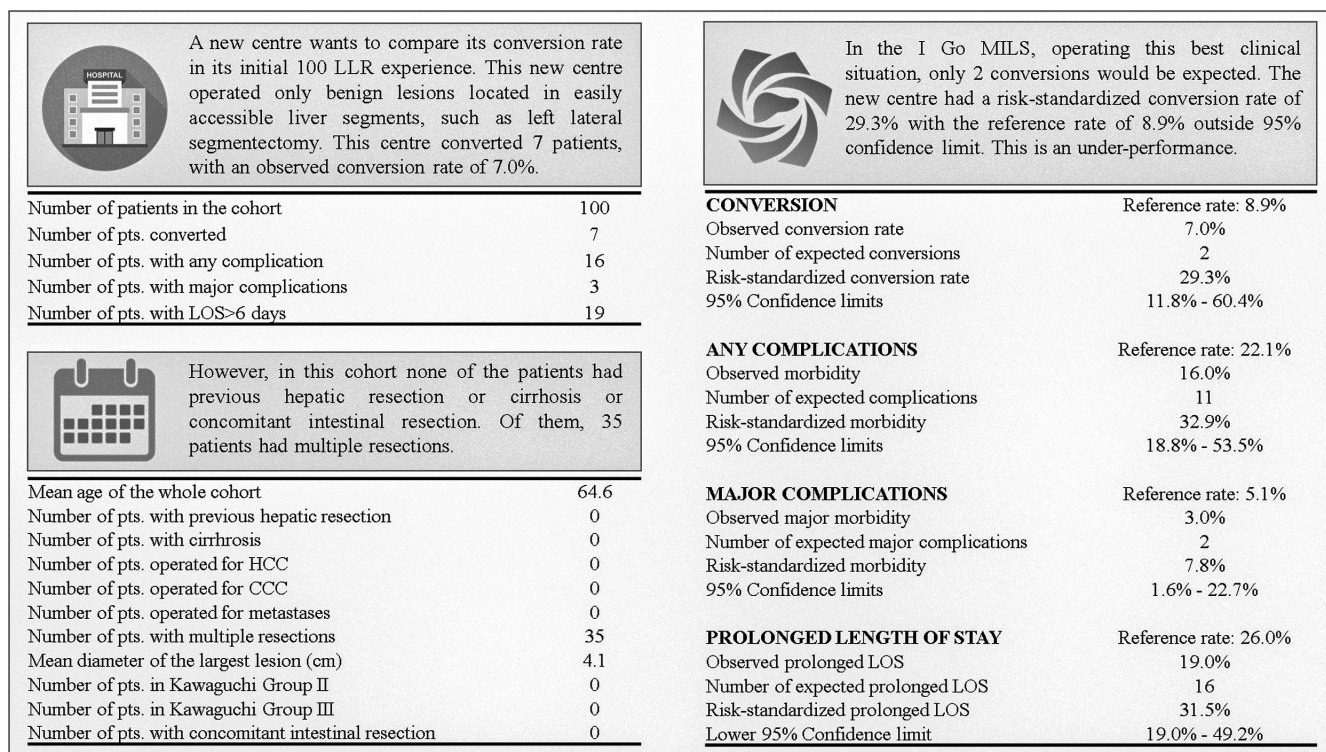 HOSPITAL
A new centre wants to compare its conversion rate
in its initial 100 LLR experience. This new centre
operated only benign lesions located in easily
accessible liver segments, such as left lateral
segmentectomy. This centre converted 7 patients,
with an observed conversion rate of 7.0%.
Number of patients in the cohort 100
Number of pts. converted 7
Number of pts. with any complication 16
Number of pts. with major complications 3
Number of pts. with LOS>6 days 19
However, in this cohort none of the patients had
previous hepatic resection or cirrhosis or
concomitant intestinal resection. Of them, 35
patients had multiple resections.
Mean age of the whole cohort 64.6
Number of pts. with previous hepatic resection 0
Number of pts. with cirrhrosis 0
Number of pts. operated for HCC 0
Number of pts. operated for CCC 0
Number of pts. operated for metastases 0
Number of pts. with multiple resections 35
Mean diameter of the largest lesion (cm) 4.1
Number of pts. in Kawaguchi Group II 0
Number of pts. in Kawaguchi Group III 0
Number of pts. with concomitant intestinal resection 0
In the I Go MILS, operating this best clinical
situation, only 2 conversions would be expected. The
new centre had a risk-standardized conversion rate of
29.3% with the reference rate of 8.9% outside 95%
confidence limit. This is an under-performance.
CONVERSION Reference rate: 8.9%
Observed conversion rate 7.0%
Number of expected conversions 2
Risk-standardized conversion rate 29.3%
95% Confidence limits 11.8% - 60.4%
ANY COMPLICATIONS Reference rate: 22.1%
Observed morbidity 16.0%
Number of expected complications 11
Risk-standardized morbidity 32.9%
95% Confidence limits 18.8% - 53.5%
MAJOR COMPLICATIONS Reference rate: 5.1%
Observed major morbidity 3.0%
Number of expected major complications 2
Risk-standardized morbidity 7.8%
95% Confidence limits 1.6% - 22.7%
PROLONGED LENGTH OF STAY Reference rate: 26.0%
Observed prolonged LOS 19.0%
Number of expected prolonged LOS 16
Risk-standardized prolonged LOS 31.5%
Lower 95% Confidence limit 19.0% - 49.2%